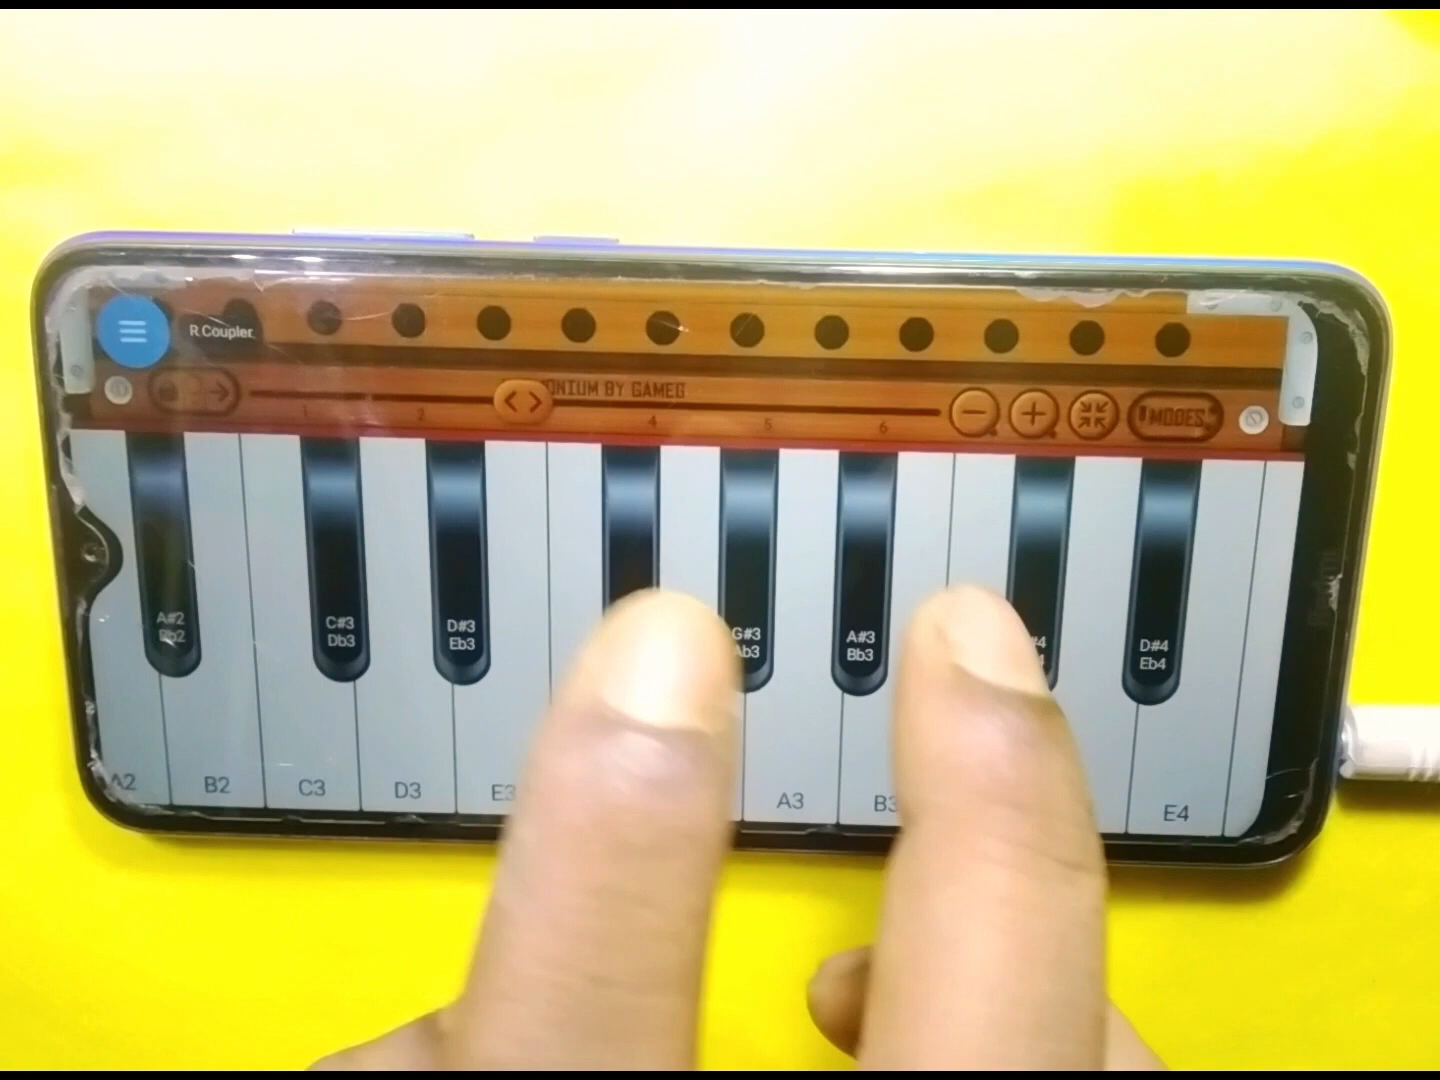 R Coupler
ONIUM BY GAMEG
1
2
4
5
6
MODES
A#2
Bb2
C#3
Db3
D#3
Eb3
G#3
Ab3
A#3
Bb3
D#4
Eb4
A2
B2
C3
D3
E3
A3
B3
E4